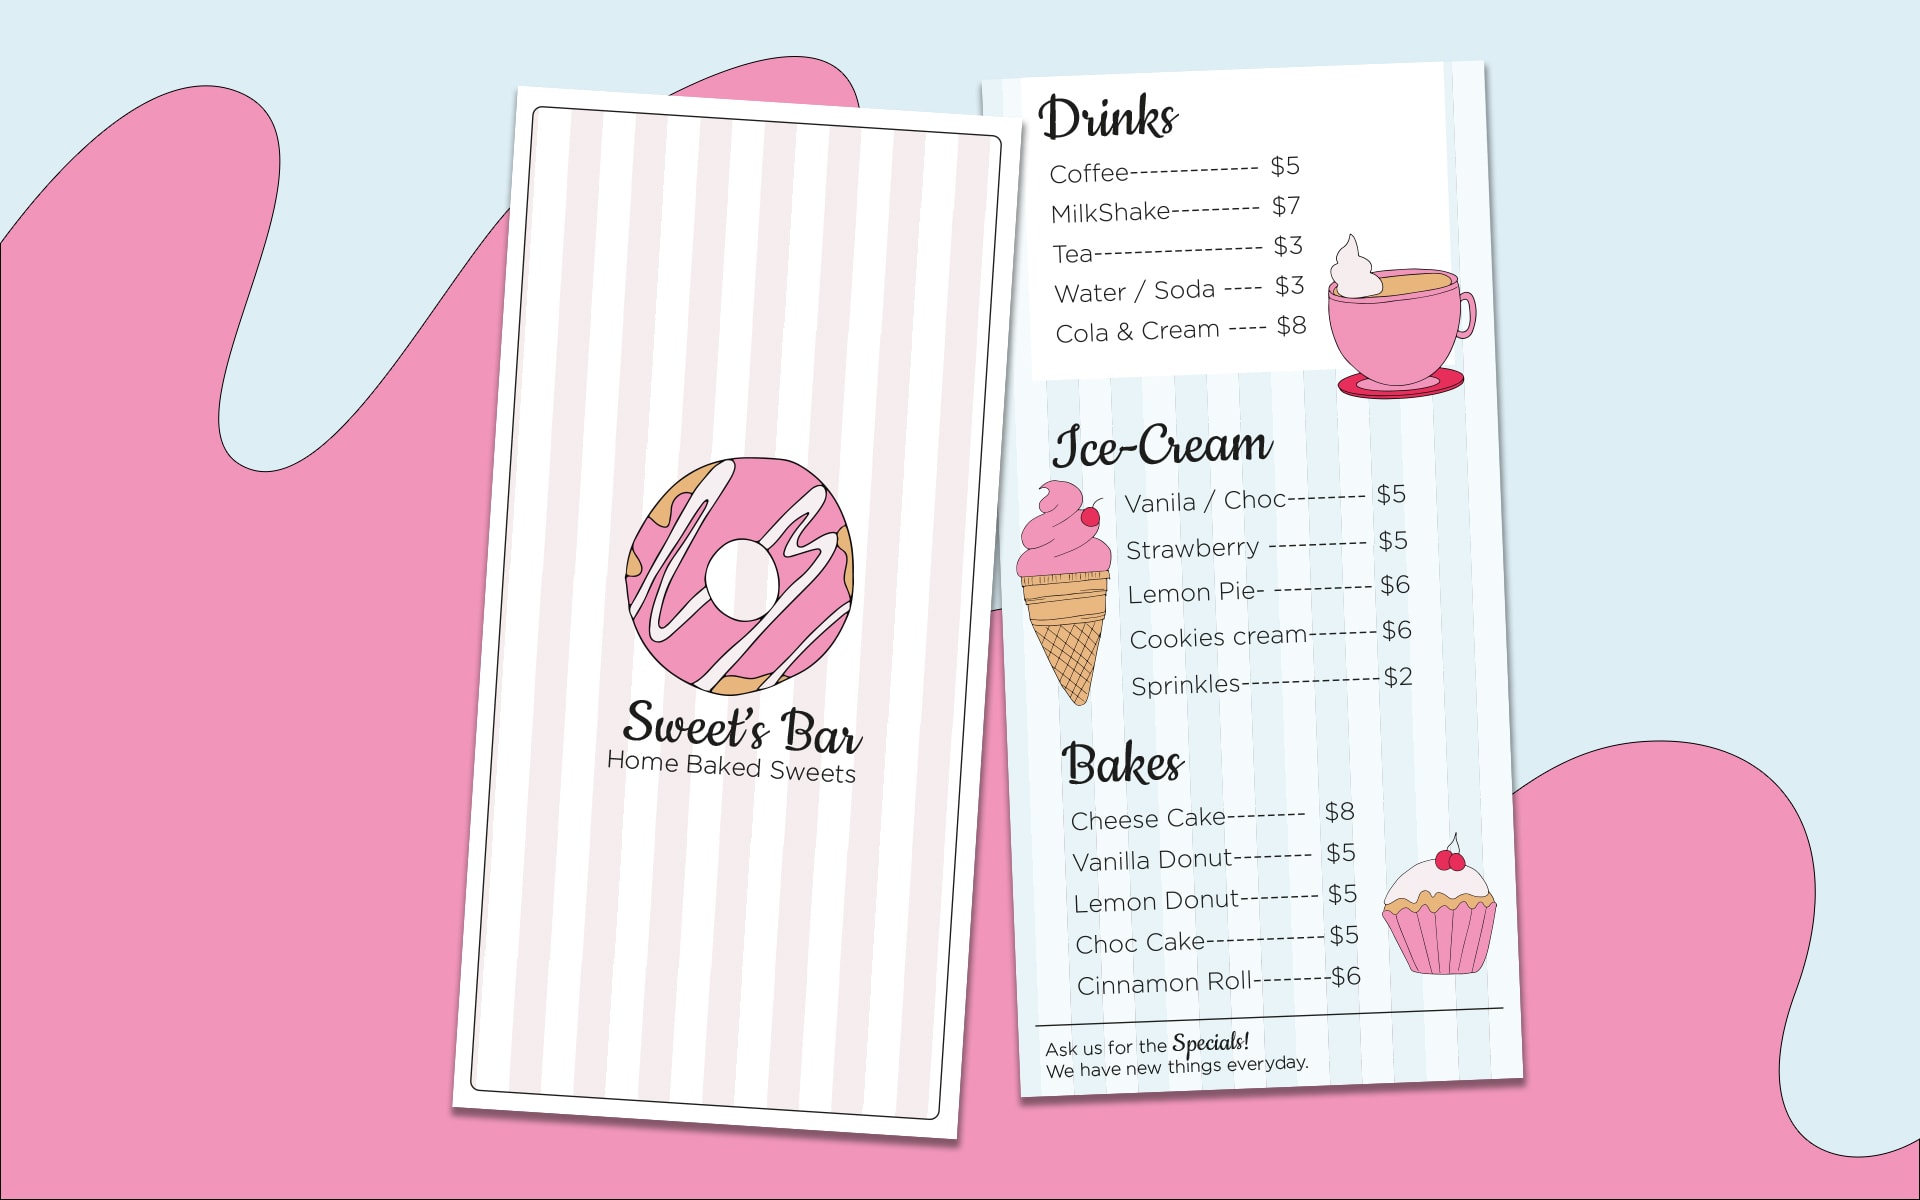 Sweet's Bar
Home Baked Sweets
Drinks
Coffee------------- $5
MilkShake--------- $7
Tea----------------- $3
Water / Soda ---- $3
Cola & Cream ---- $8
Ice-Cream
Vanila / Choc-------- $5
Strawberry ---------- $5
Lemon Pie- ---------- $6
Cookies cream------- $6
Sprinkles-------------- $2
Bakes
Cheese Cake-------- $8
Vanilla Donut-------- $5
Lemon Donut-------- $5
Choc Cake------------ $5
Cinnamon Roll--------$6
Ask us for the Specials!
We have new things everyday.